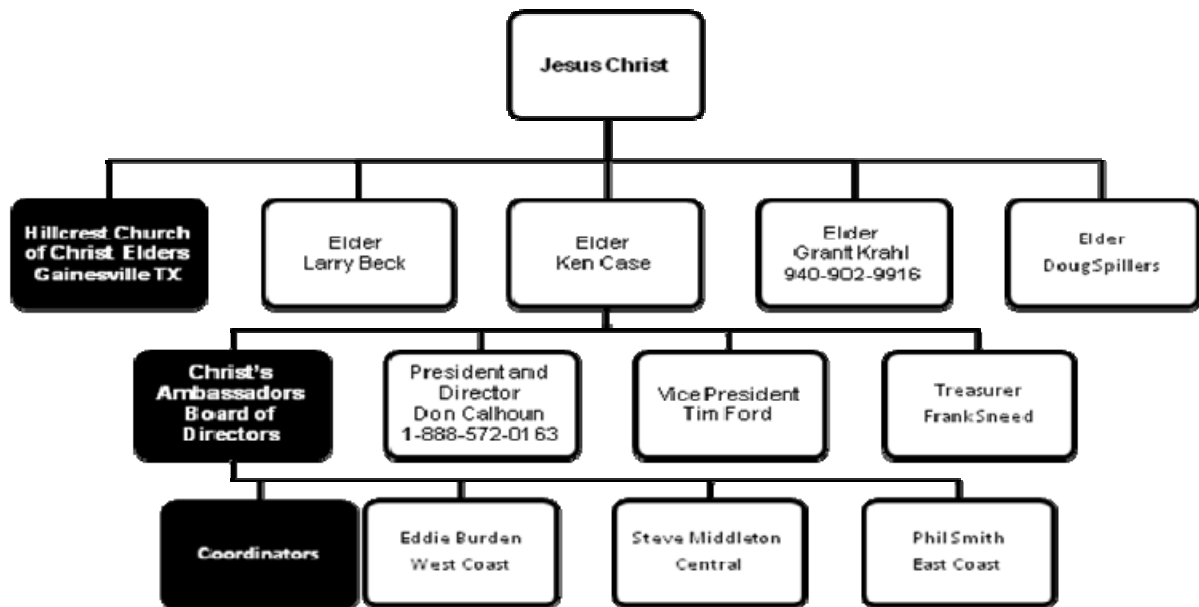 Jesus Christ
Hillcrest Church
of Christ Elders
Gainesville TX
Elder
Larry Beck
Elder
Ken Case
Elder
Grant Krahl
940-902-9916
Elder
Doug Spillers
Christ's
Ambassadors
Board of
Directors
President and
Director
Don Calhoun
1-888-572-0163
Vice President
Tim Ford
Treasurer
Frank Sneed
Coordinators
Eddie Burden
West Coast
Steve Middleton
Central
Phil Smith
East Coast